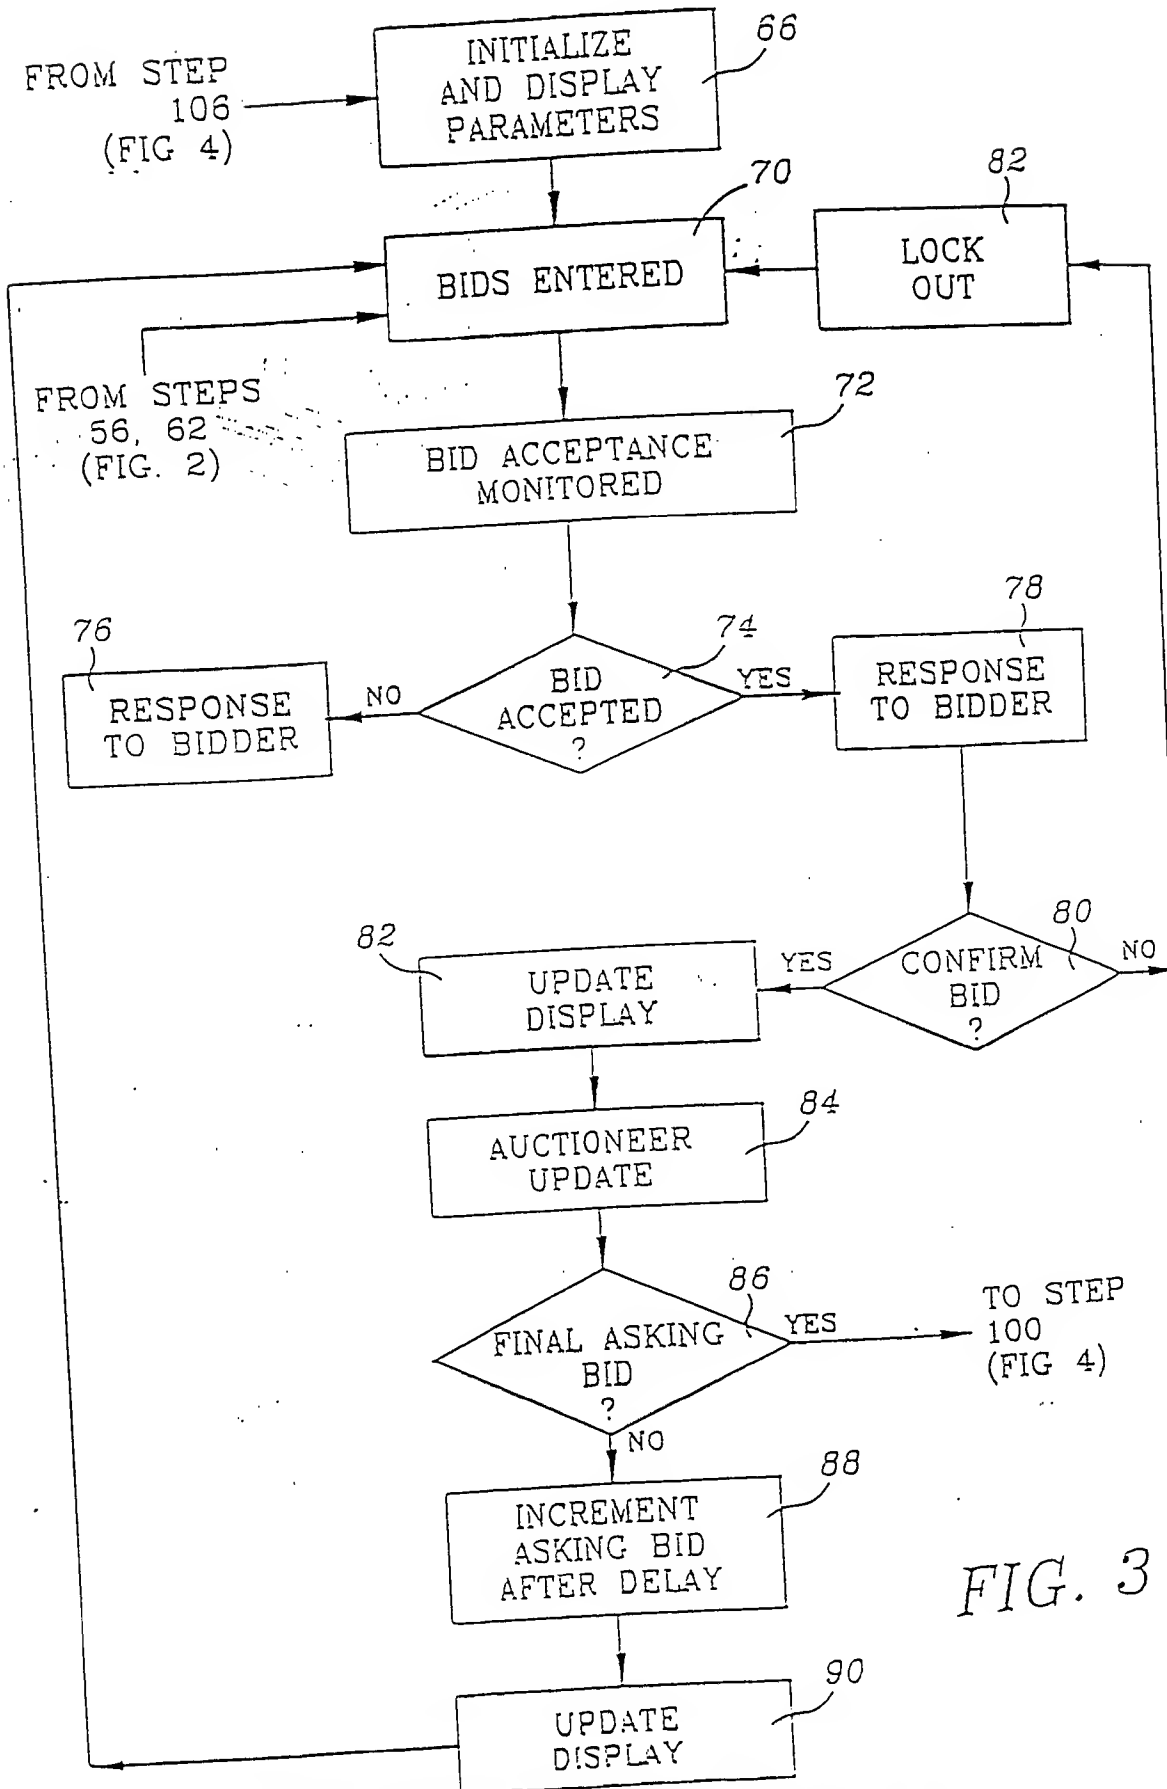 INITIALIZE
AND DISPLAY
PARAMETERS
66
FROM STEP
106
(FIG 4)
70
82
BIDS ENTERED
LOCK
OUT
FROM STEPS
56, 62
(FIG. 2)
72
BID ACCEPTANCE
MONITORED
76
RESPONSE
TO BIDDER
NO
74
BID
ACCEPTED
?
YES
78
RESPONSE
TO BIDDER
80
CONFIRM
BID
?
NO
YES
82
UPDATE
DISPLAY
84
AUCTIONEER
UPDATE
86
FINAL ASKING
BID
?
YES
TO STEP
100
(FIG 4)
NO
88
INCREMENT
ASKING BID
AFTER DELAY
FIG. 3
90
UPDATE
DISPLAY